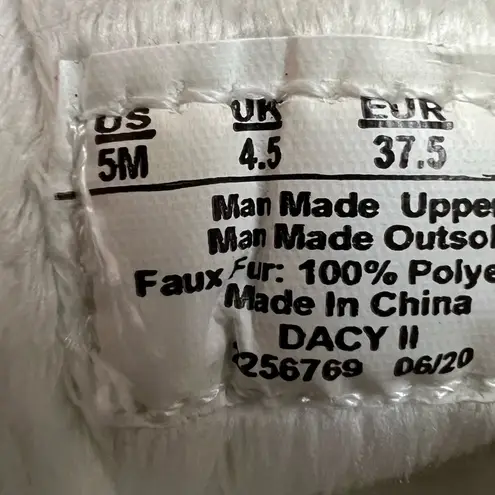 US UK EUR
5M 4.5 37.5
Man Made Upper
Man Made Outsol
Faux Fur: 100% Polye
Made In China
DACY II
256769 06/20